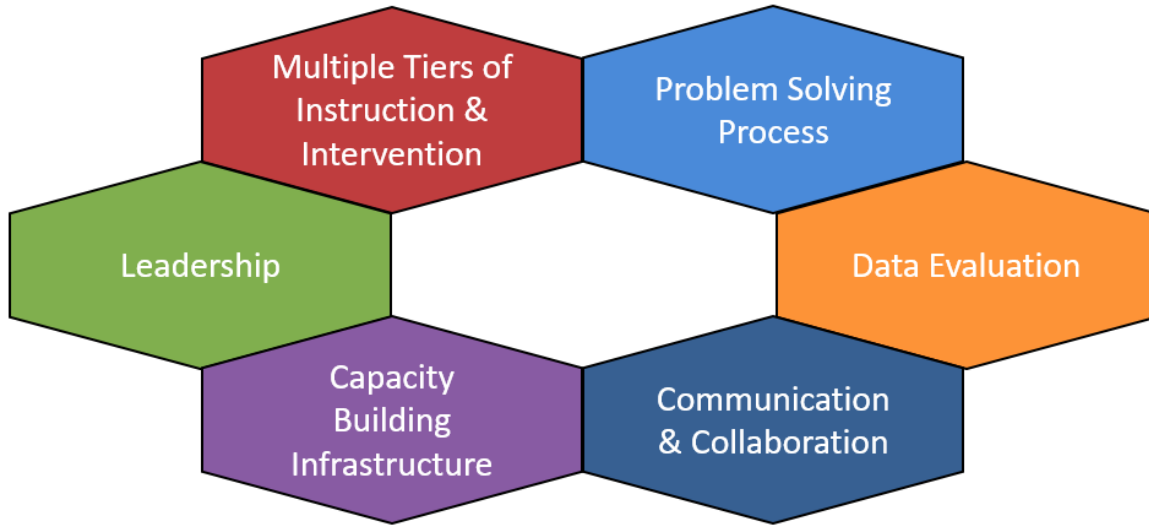 Multiple Tiers of
Instruction &
Intervention
Problem Solving
Process
Leadership
Data Evaluation
Capacity
Building
Infrastructure
Communication
& Collaboration